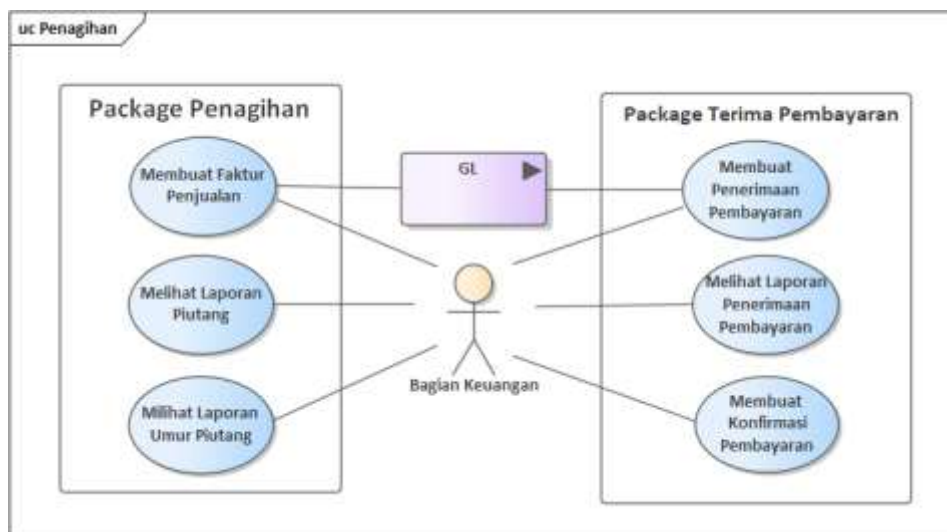 uc Penagihan
Package Penagihan
Membuat Faktur
Penjualan
Melihat Laporan
Piutang
Milihat Laporan
Umur Piutang
GL
Bagian Keuangan
Package Terima Pembayaran
Membuat
Penerimaan
Pembayaran
Melihat Laporan
Penerimaan
Pembayaran
Membuat
Konfirmasi
Pembayaran